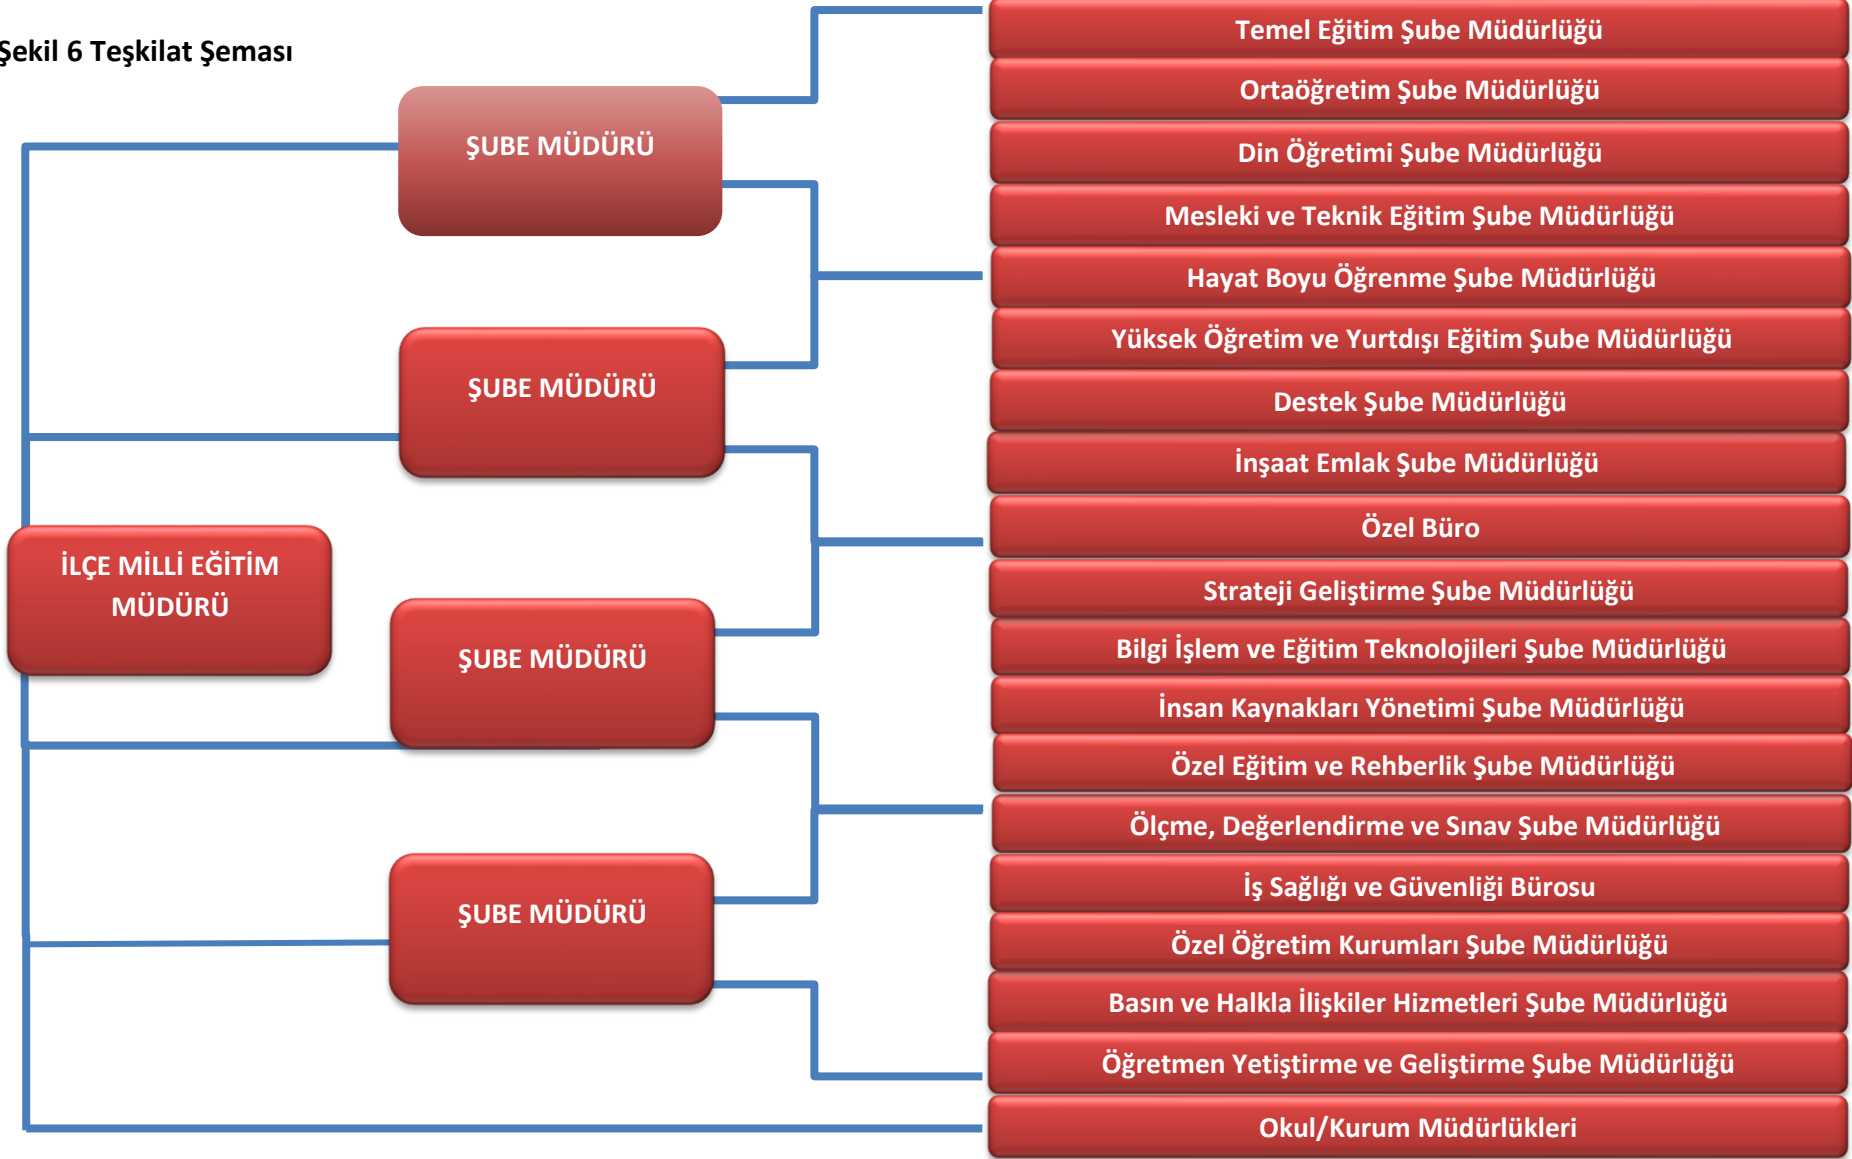 Şekil 6 Teşkilat Şeması
ŞUBE MÜDÜRÜ
ŞUBE MÜDÜRÜ
İLÇE MİLLİ EĞİTİM
MÜDÜRÜ
ŞUBE MÜDÜRÜ
ŞUBE MÜDÜRÜ
Temel Eğitim Şube Müdürlüğü
Ortaöğretim Şube Müdürlüğü
Din Öğretimi Şube Müdürlüğü
Mesleki ve Teknik Eğitim Şube Müdürlüğü
Hayat Boyu Öğrenme Şube Müdürlüğü
Yüksek Öğretim ve Yurtdışı Eğitim Şube Müdürlüğü
Destek Şube Müdürlüğü
İnşaat Emlak Şube Müdürlüğü
Özel Büro
Strateji Geliştirme Şube Müdürlüğü
Bilgi İşlem ve Eğitim Teknolojileri Şube Müdürlüğü
İnsan Kaynakları Yönetimi Şube Müdürlüğü
Özel Eğitim ve Rehberlik Şube Müdürlüğü
Ölçme, Değerlendirme ve Sınav Şube Müdürlüğü
İş Sağlığı ve Güvenliği Bürosu
Özel Öğretim Kurumları Şube Müdürlüğü
Basın ve Halkla İlişkiler Hizmetleri Şube Müdürlüğü
Öğretmen Yetiştirme ve Geliştirme Şube Müdürlüğü
Okul/Kurum Müdürlükleri